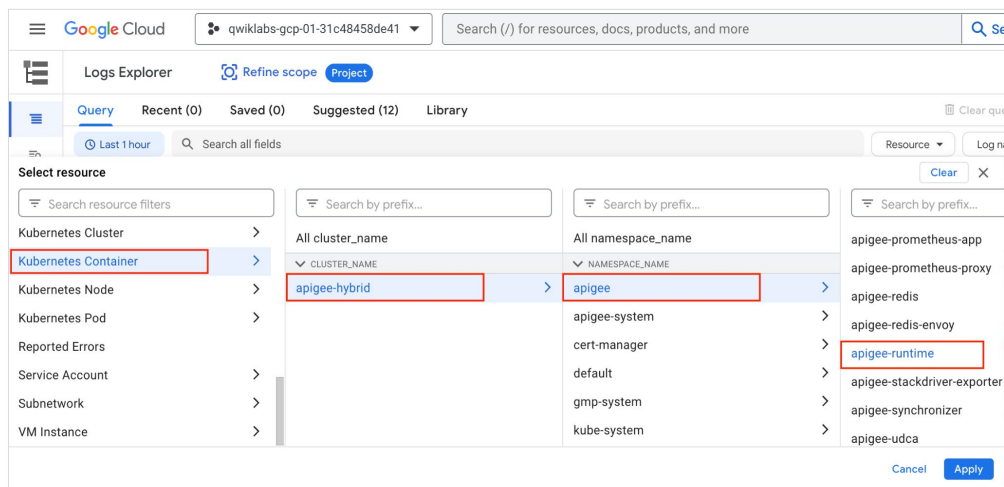 Google Cloud
qwiklabs-gcp-01-31c48458de41
Search (/) for resources, docs, products, and more
Logs Explorer
Refine scope
Project
Query
Recent (0)
Saved (0)
Suggested (12)
Library
Last 1 hour
Search all fields
Resource
Select resource
Clear
Search resource filters
Kubernetes Cluster
Kubernetes Container
Kubernetes Node
Kubernetes Pod
Reported Errors
Service Account
Subnetwork
VM Instance
Search by prefix...
All cluster_name
CLUSTER_NAME
apigee-hybrid
Search by prefix...
All namespace_name
NAMESPACE_NAME
apigee
apigee-system
cert-manager
default
gmp-system
kube-system
Search by prefix...
apigee-prometheus-app
apigee-prometheus-proxy
apigee-redis
apigee-redis-envoy
apigee-runtime
apigee-stackdriver-exporter
apigee-synchronizer
apigee-udca
Cancel
Apply